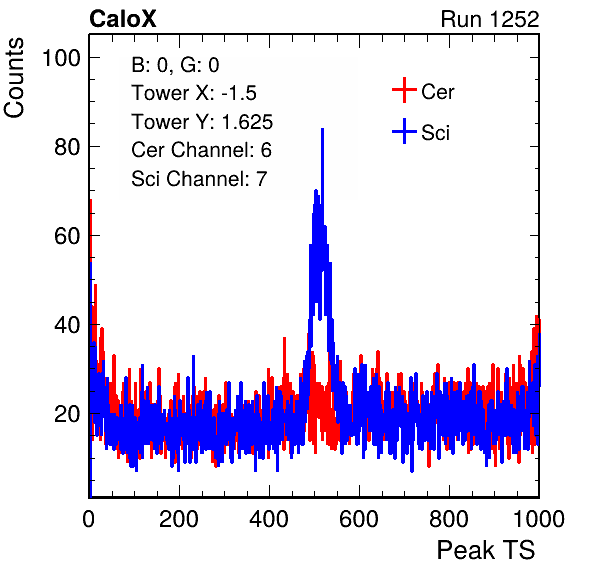 CaloX Run 1252
Counts
B: 0, G: 0
Tower X: -1.5
Tower Y: 1.625
Cer Channel: 6
Sci Channel: 7
Cer
Sci
100
80
60
40
20
0 200 400 600 800 1000
Peak TS